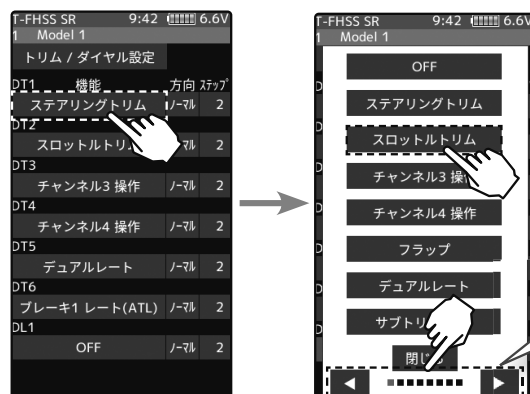 T-FHSS SR 9:42 6.6V
1 Model 1
トリム / ダイヤル設定
DT1 機能 方向 ステップ
ステアリングトリム ノーマル 2
DT2
スロットルトリム ノーマル 2
DT3
チャンネル3 操作 ノーマル 2
DT4
チャンネル4 操作 ノーマル 2
DT5
デュアルレート ノーマル 2
DT6
ブレーキ1 レート(ATL) ノーマル 2
DL1
OFF ノーマル 2
T-FHSS SR 9:42 6.6V
1 Model 1
OFF
ステアリングトリム
スロットルトリム
チャンネル3 操
チャンネル4 操作
フラップ
デュアルレート
サブトリ
閉じる